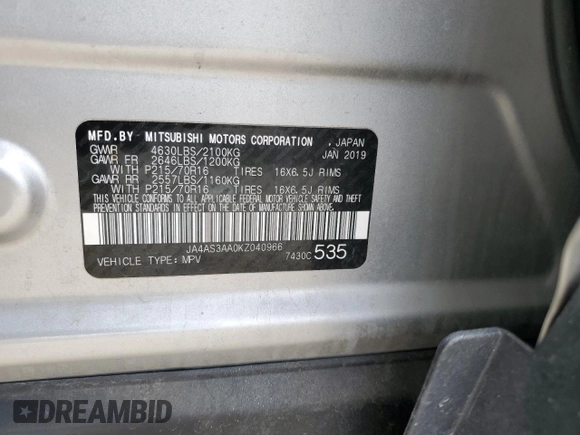 MFD.BY MITSUBISHI MOTORS CORPORATION , JAPAN
GWVR 4630LBS/2100KG JAN 2019
GAWR FR 2646LBS/1200KG
WITH P215/70R16 TIRES 16X6.5J RIMS
GAWR RR 2557LBS/1160KG
WITH P215/70R16 TIRES 16X6.5J RIMS
THIS VEHICLE CONFORMS TO ALL APPLICABLE FEDERAL MOTOR VEHICLE SAFETY AND THEFT
PREVENTION STANDARDS IN EFFECT ON THE DATE OF MANUFACTURE SHOWN ABOVE.
JA4AS3AA0KZ040966
VEHICLE TYPE: MPV 7430C 535
DREAMBID